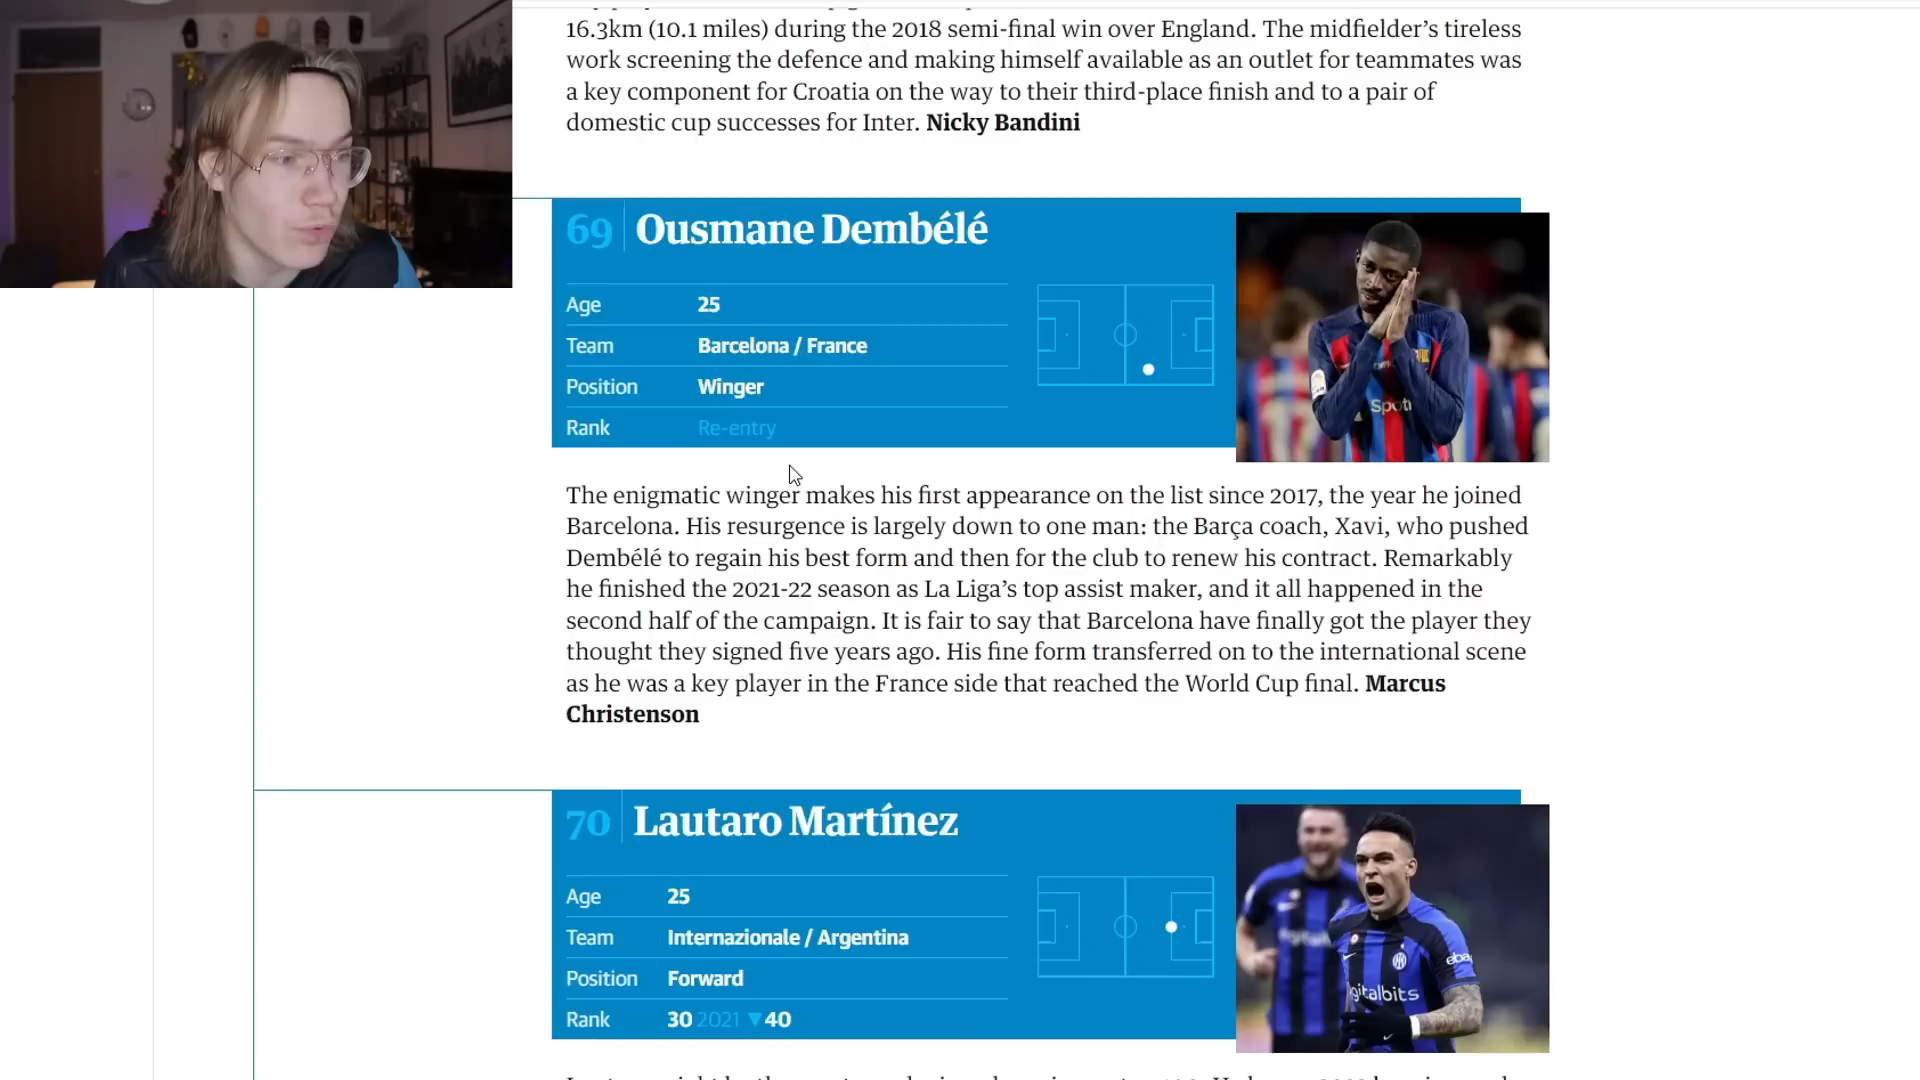 16.3km (10.1 miles) during the 2018 semi-final win over England. The midfielder’s tireless
work screening the defence and making himself available as an outlet for teammates was
a key component for Croatia on the way to their third-place finish and to a pair of
domestic cup successes for Inter. Nicky Bandini
69 Ousmane Dembélé
Age 25
Team Barcelona / France
Position Winger
Rank Re-entry
Spoti
The enigmatic winger makes his first appearance on the list since 2017, the year he joined
Barcelona. His resurgence is largely down to one man: the Barça coach, Xavi, who pushed
Dembélé to regain his best form and then for the club to renew his contract. Remarkably
he finished the 2021-22 season as La Liga’s top assist maker, and it all happened in the
second half of the campaign. It is fair to say that Barcelona have finally got the player they
thought they signed five years ago. His fine form transferred on to the international scene
as he was a key player in the France side that reached the World Cup final. Marcus
Christenson
70 Lautaro Martínez
Age 25
Team Internazionale / Argentina
Position Forward
Rank 30 2021 ▼40
ebay
digitalbits